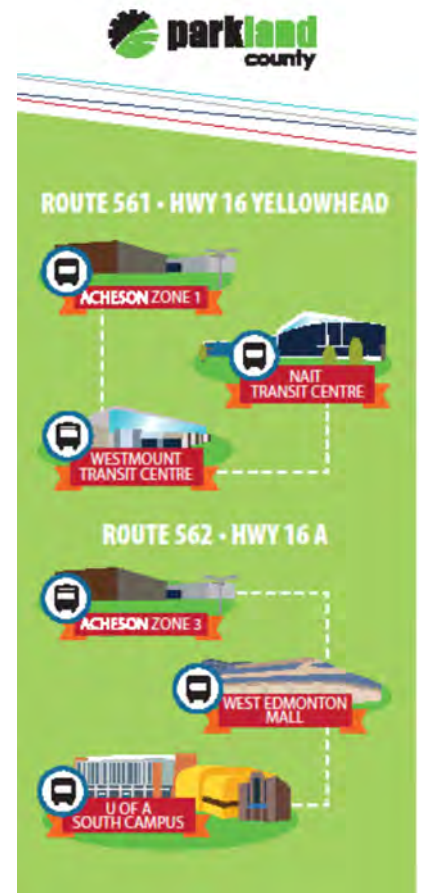 parkland
county
ROUTE 561 • HWY 16 YELLOWHEAD
ACHESON ZONE 1
NAIT
TRANSIT CENTRE
WESTMOUNT
TRANSIT CENTRE
ROUTE 562 • HWY 16 A
ACHESON ZONE 3
WEST EDMONTON
MALL
U OF A
SOUTH CAMPUS